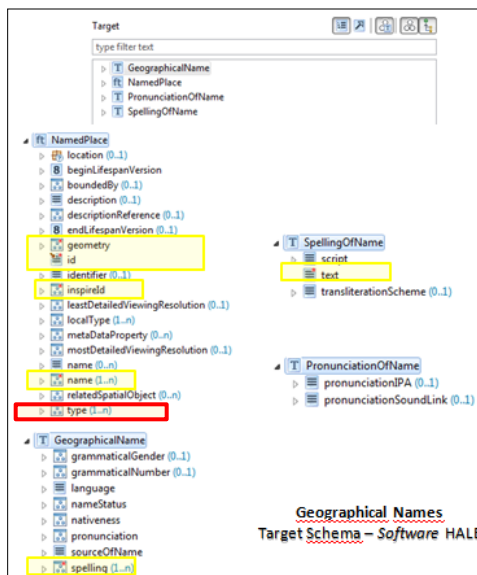 Target
type filter text
T GeographicalName
ft NamedPlace
T PronunciationOfName
T SpellingOfName
ft NamedPlace
location (0..1)
8 beginLifespanVersion
boundedBy (0..1)
description (0..1)
descriptionReference (0..1)
8 endLifespanVersion (0..1)
geometry
id
identifier (0..1)
inspireId
leastDetailedViewingResolution (0..1)
localType (1..n)
metaDataProperty (0..n)
mostDetailedViewingResolution (0..1)
name (0..n)
name (1..n)
relatedSpatialObject (0..n)
type (1..n)
T GeographicalName
grammaticalGender (0..1)
grammaticalNumber (0..1)
language
nameStatus
nativeness
pronunciation
sourceOfName
spelling (1..n)
T SpellingOfName
script
text
transliterationScheme (0..1)
T PronunciationOfName
pronunciationIPA (0..1)
pronunciationSoundLink (0..1)
Geographical Names
Target Schema – Software HALE